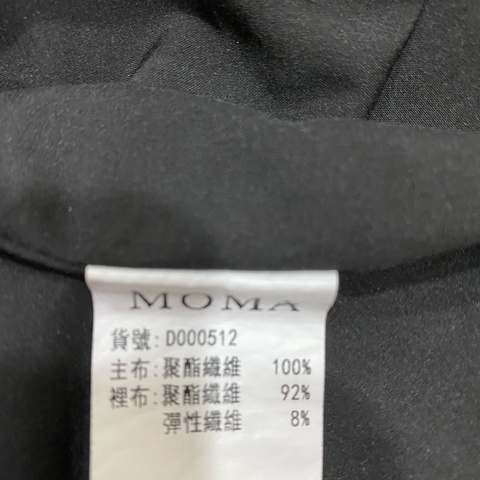 MOMA
貨號:D000512
主布:聚酯纖維 100%
裡布:聚酯纖維 92%
彈性纖維 8%